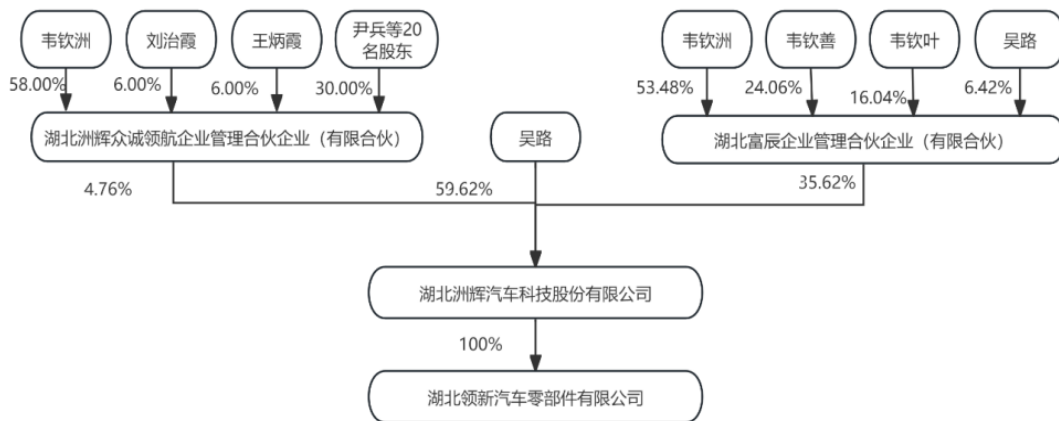 韦钦洲
刘治霞
王炳霞
尹兵等20
名股东
韦钦洲
韦钦善
韦钦叶
吴路
58.00%
6.00%
6.00%
30.00%
53.48%
24.06%
16.04%
6.42%
湖北洲辉众诚领航企业管理合伙企业（有限合伙）
吴路
湖北富辰企业管理合伙企业（有限合伙）
4.76%
59.62%
35.62%
湖北洲辉汽车科技股份有限公司
100%
湖北领新汽车零部件有限公司